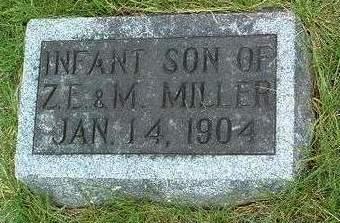 INFANT SON OF
Z.E. & M. MILLER
JAN. 14, 1904